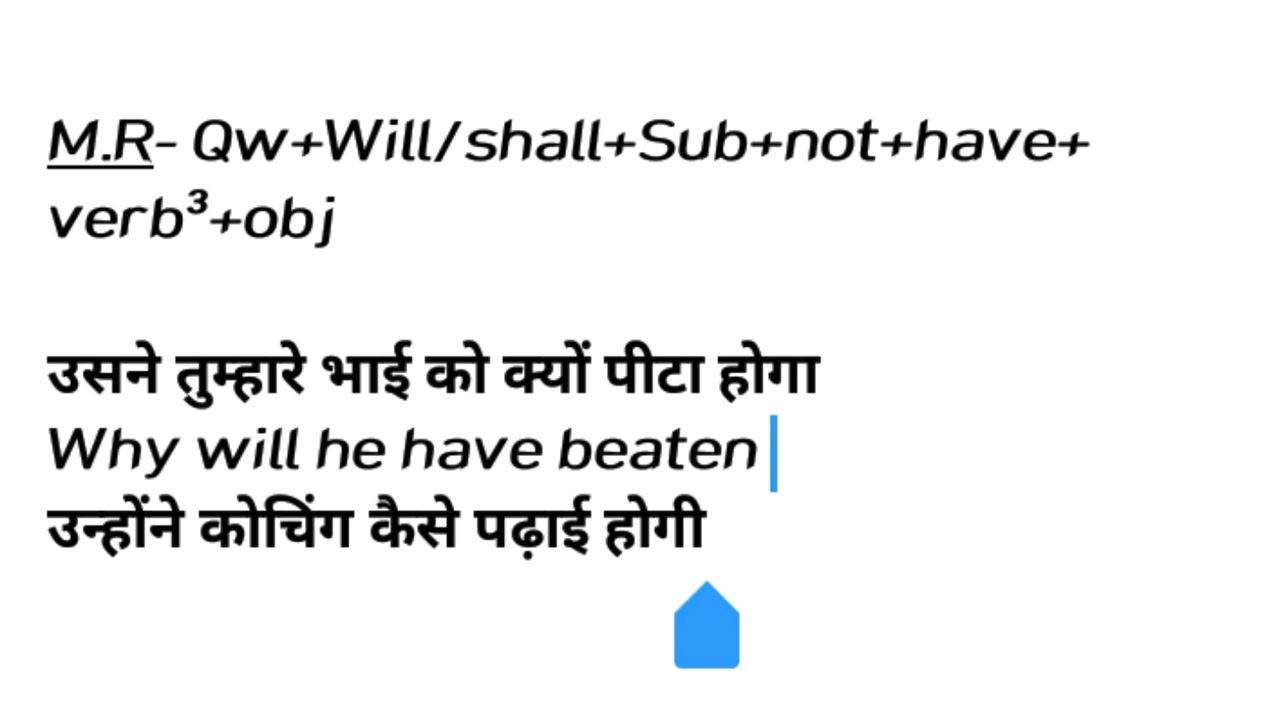 M.R- Qw+Will/shall+Sub+not+have+
verb³+obj
उसने तुम्हारे भाई को क्यों पीटा होगा
Why will he have beaten
उन्होंने कोचिंग कैसे पढ़ाई होगी